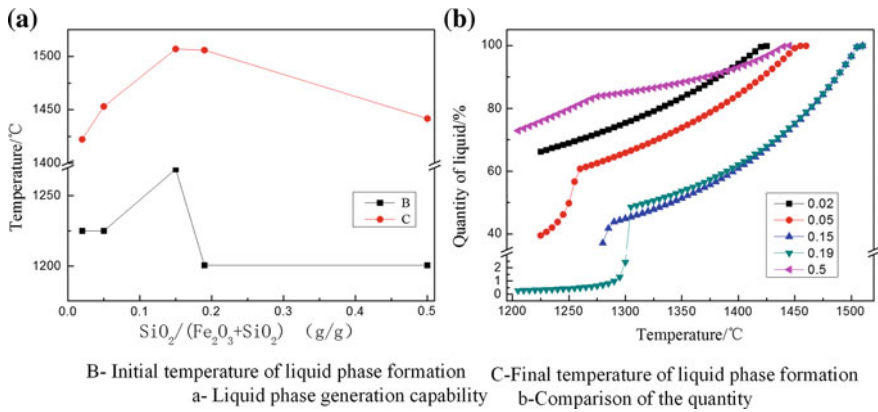 (a)
1500
1450
1400
1250
1200
Temperature/℃
B
C
0.0 0.1 0.2 0.3 0.4 0.5
SiO2/(Fe2O3+SiO2) (g/g)
(b)
100
80
60
40
2
1
0
Quantity of liquid/%
0.02
0.05
0.15
0.19
0.5
1200 1250 1300 1350 1400 1450 1500
Temperature/℃
B- Initial temperature of liquid phase formation C-Final temperature of liquid phase formation
a- Liquid phase generation capability b-Comparison of the quantity